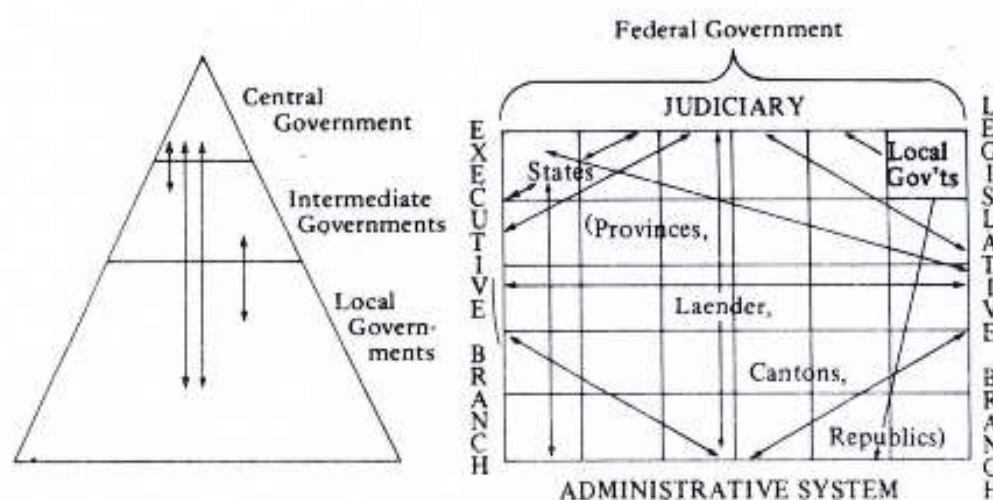 Central
Government
Intermediate
Governments
Local
Govern-
ments
Federal Government
JUDICIARY
EXECUTIVE BRANCH
States
Local
Gov'ts
(Provinces,
Laender,
Cantons,
Republics)
LEGISLATIVE BRANCH
ADMINISTRATIVE SYSTEM